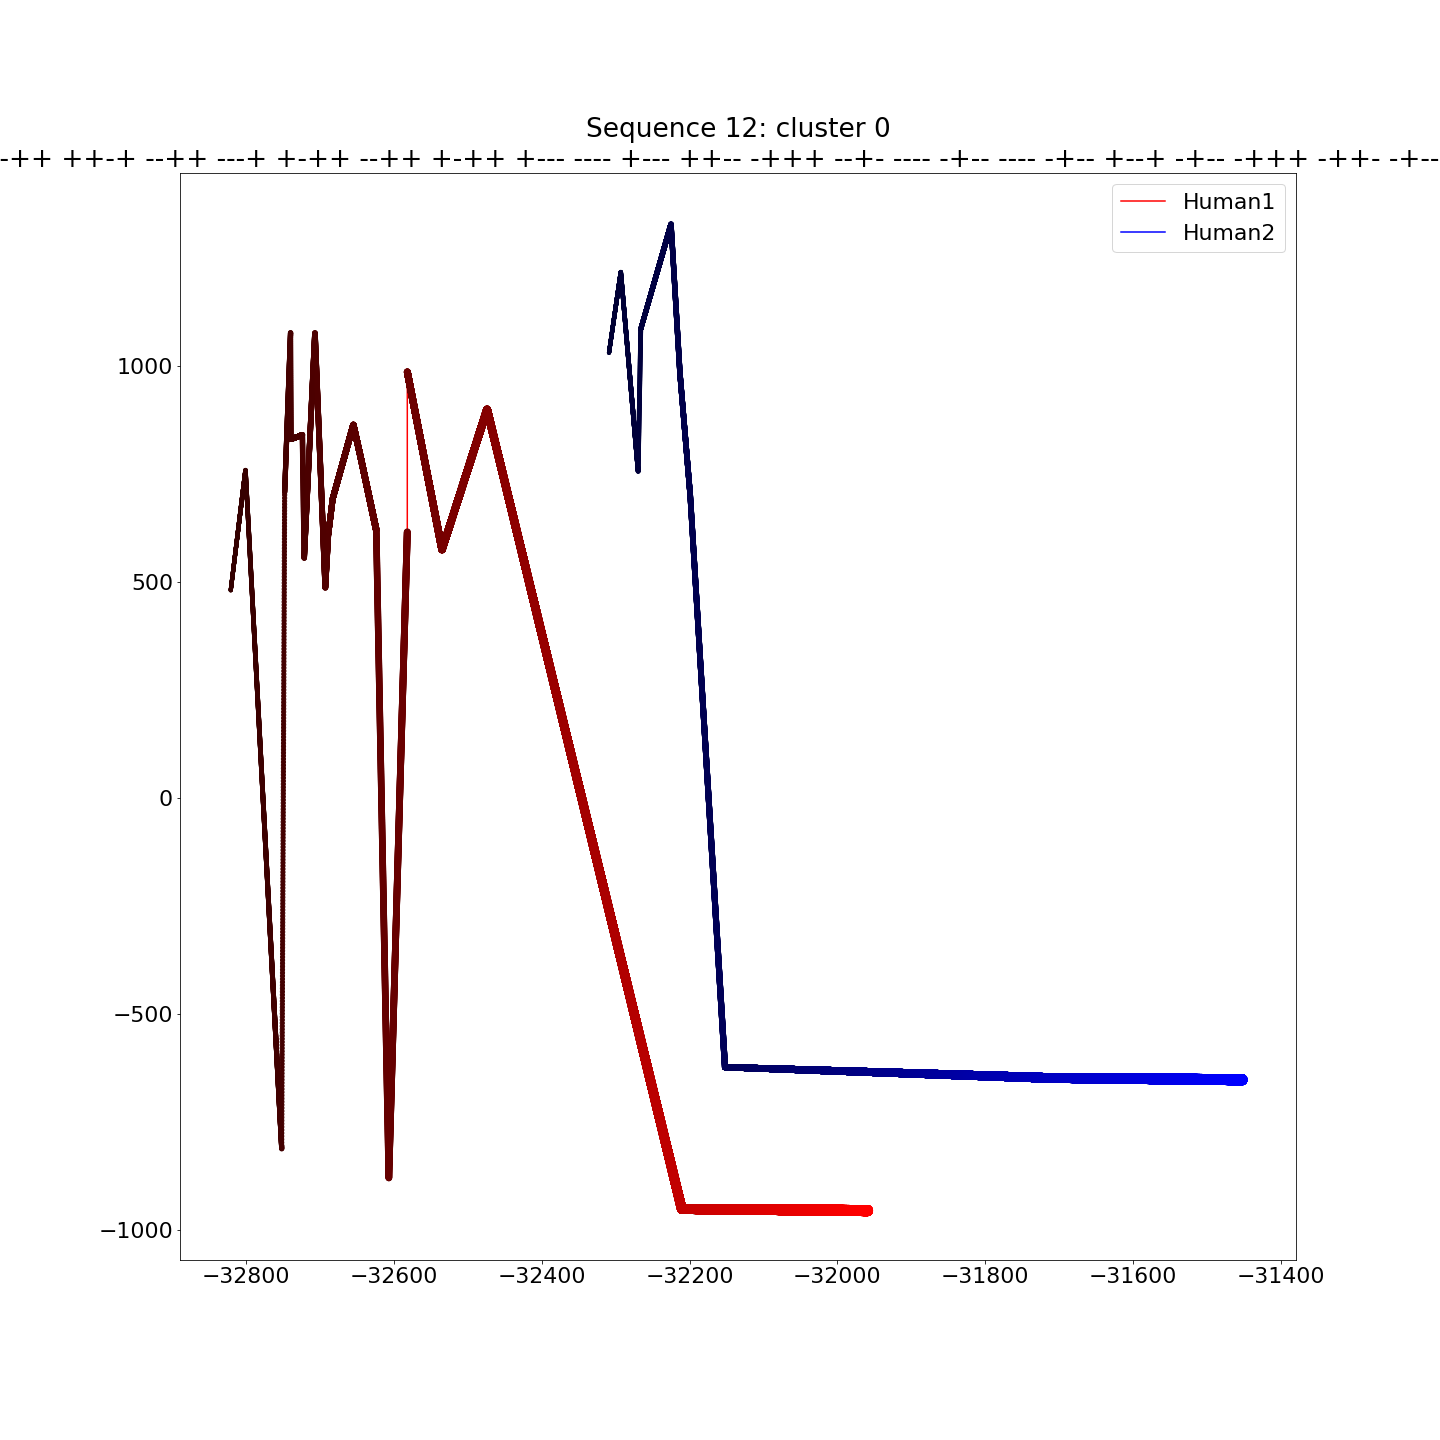 Sequence 12: cluster 0
-++ ++-+ --++ ---+ +-++ --++ +-++ +--- ---- +--- ++-- -+++ --+- ---- -+-- ---- -+-- +--+ -+-- -+++ -++- -+--
Human1
Human2
1000
500
0
−500
−1000
−32800 −32600 −32400 −32200 −32000 −31800 −31600 −31400